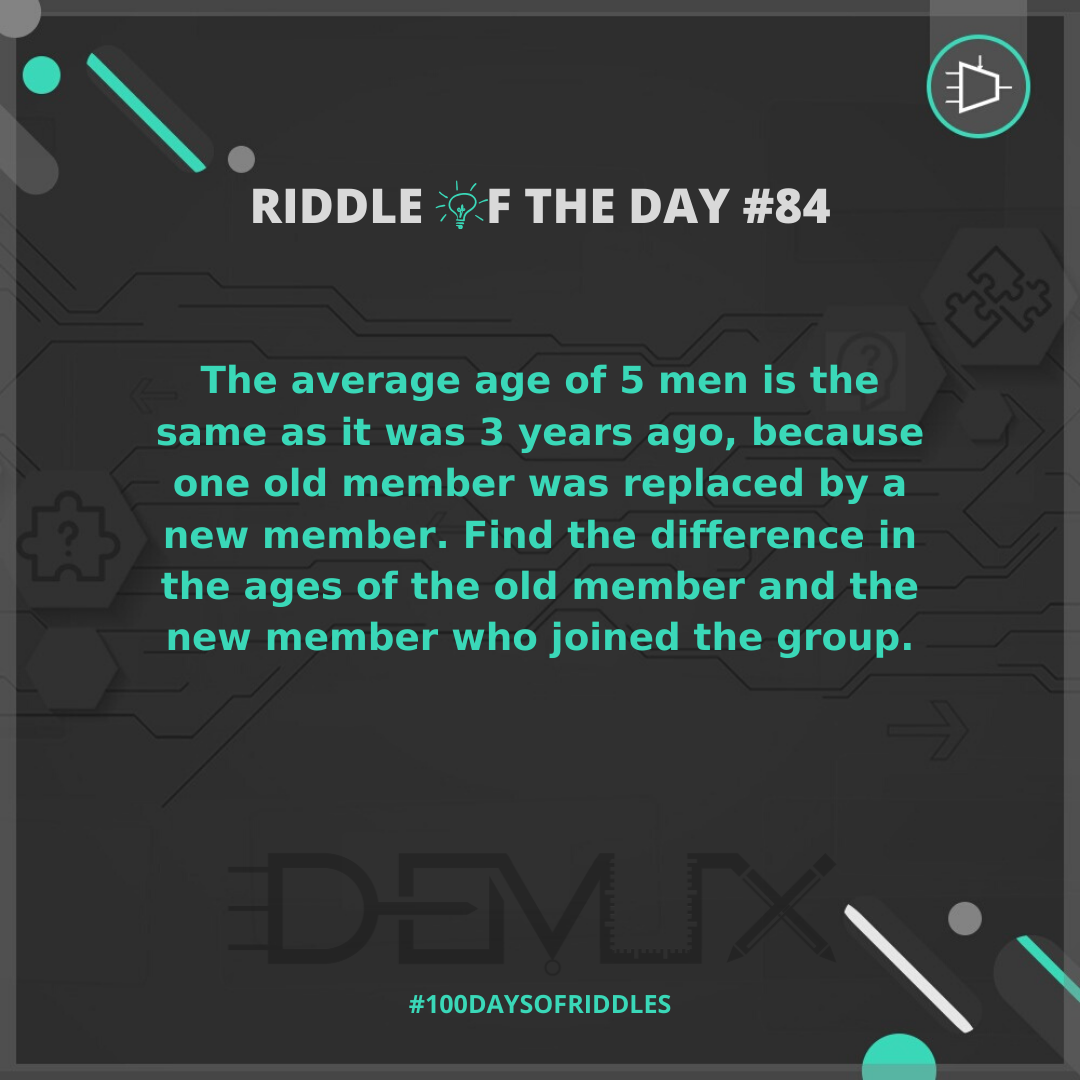 RIDDLE OF THE DAY #84
The average age of 5 men is the
same as it was 3 years ago, because
one old member was replaced by a
new member. Find the difference in
the ages of the old member and the
new member who joined the group.
DEMUX
#100DAYSOFRIDDLES